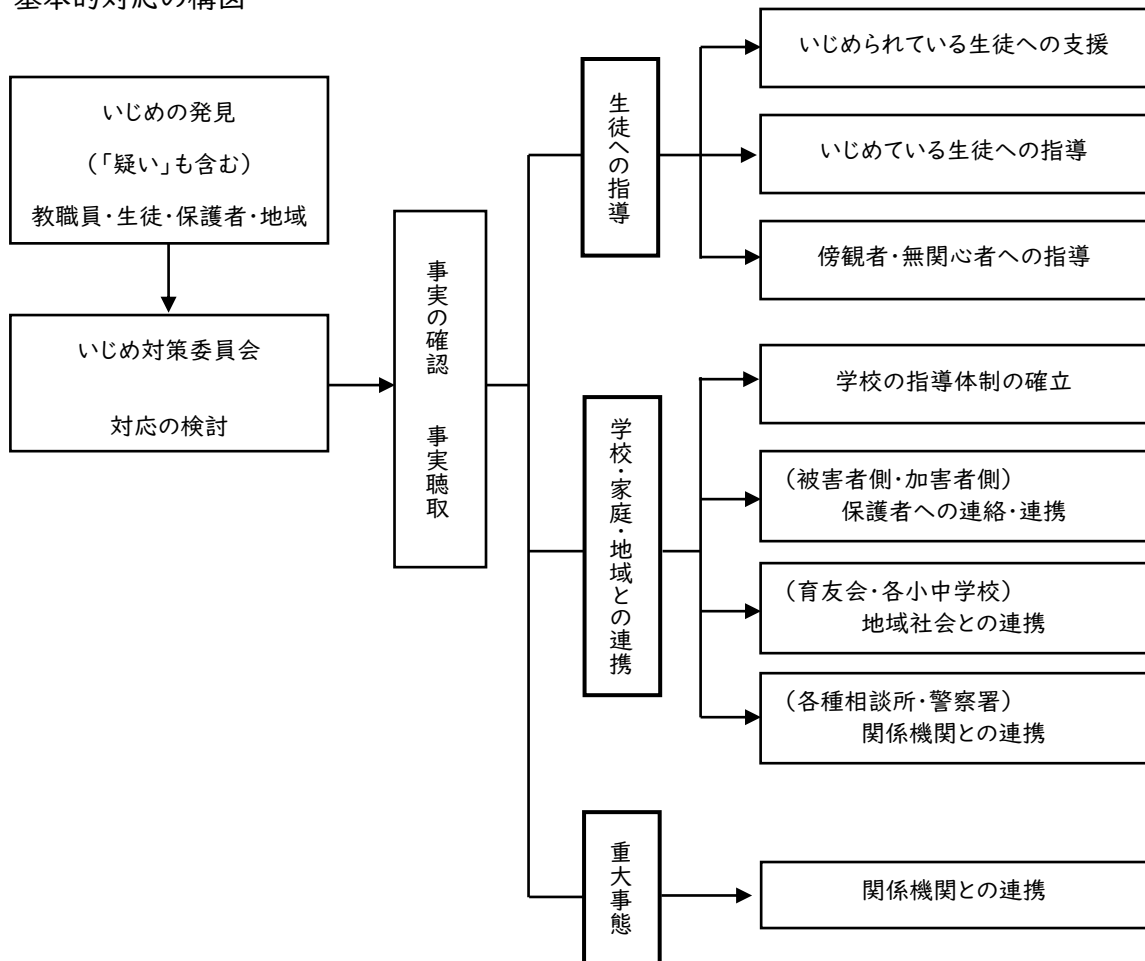 基本的対応の構図
いじめの発見
(「疑い」も含む)
教職員・生徒・保護者・地域
いじめ対策委員会
対応の検討
事実の確認　事実聴取
生徒への指導
いじめられている生徒への支援
いじめている生徒への指導
傍観者・無関心者への指導
学校・家庭・地域との連携
学校の指導体制の確立
(被害者側・加害者側)
保護者への連絡・連携
(育友会・各小中学校)
地域社会との連携
(各種相談所・警察署)
関係機関との連携
重大事態
関係機関との連携